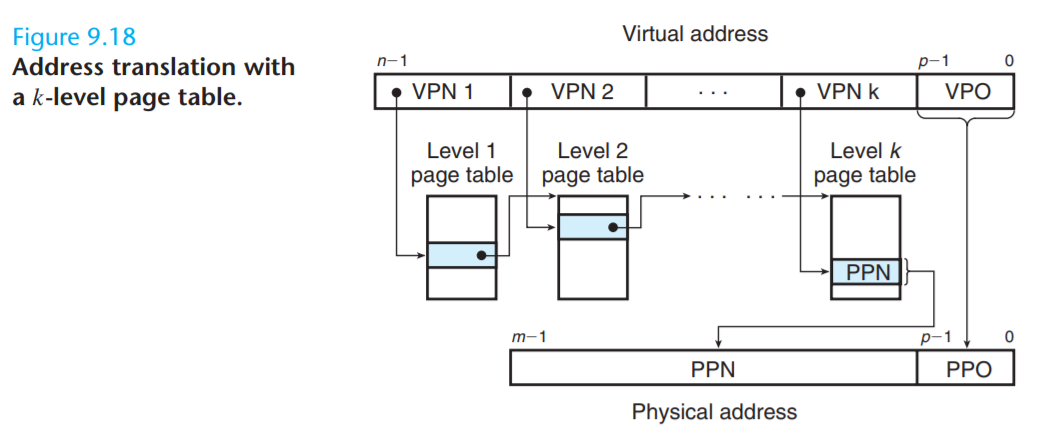 Figure 9.18
Address translation with
a k-level page table.
Virtual address
n−1
p−1
0
VPN 1
VPN 2
. . .
VPN k
VPO
Level 1
page table
Level 2
page table
. . .
. . .
Level k
page table
PPN
m−1
p−1
0
PPN
PPO
Physical address